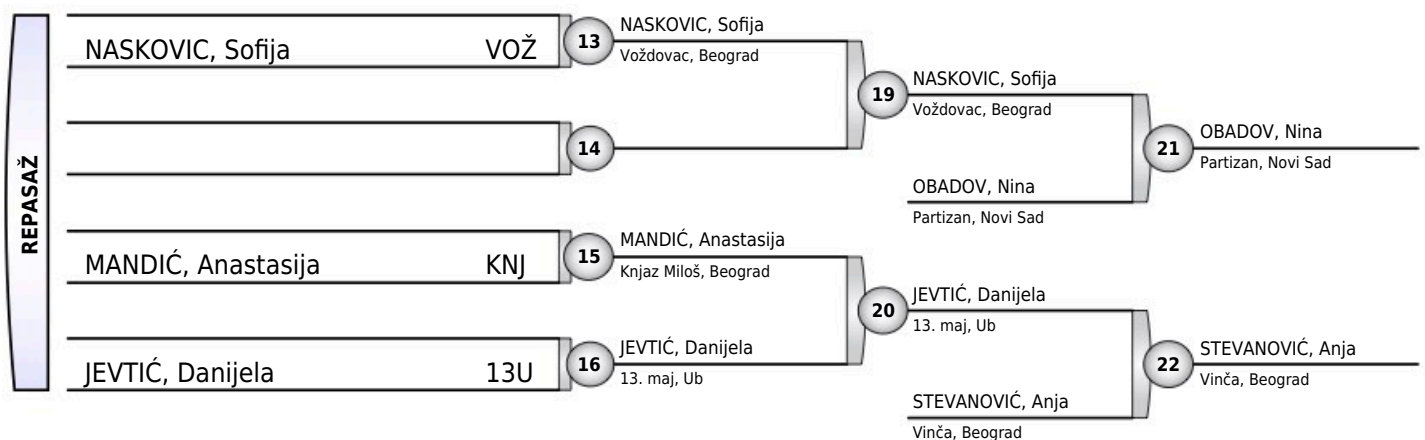 REPASAŽ
NASKOVIC, Sofija VOŽ
13
NASKOVIC, Sofija
Voždovac, Beograd
14
19
NASKOVIC, Sofija
Voždovac, Beograd
OBADOV, Nina
Partizan, Novi Sad
21
OBADOV, Nina
Partizan, Novi Sad
MANDIĆ, Anastasija KNJ
15
MANDIĆ, Anastasija
Knjaz Miloš, Beograd
JEVTIĆ, Danijela 13U
16
JEVTIĆ, Danijela
13. maj, Ub
20
JEVTIĆ, Danijela
13. maj, Ub
STEVANOVIĆ, Anja
Vinča, Beograd
22
STEVANOVIĆ, Anja
Vinča, Beograd